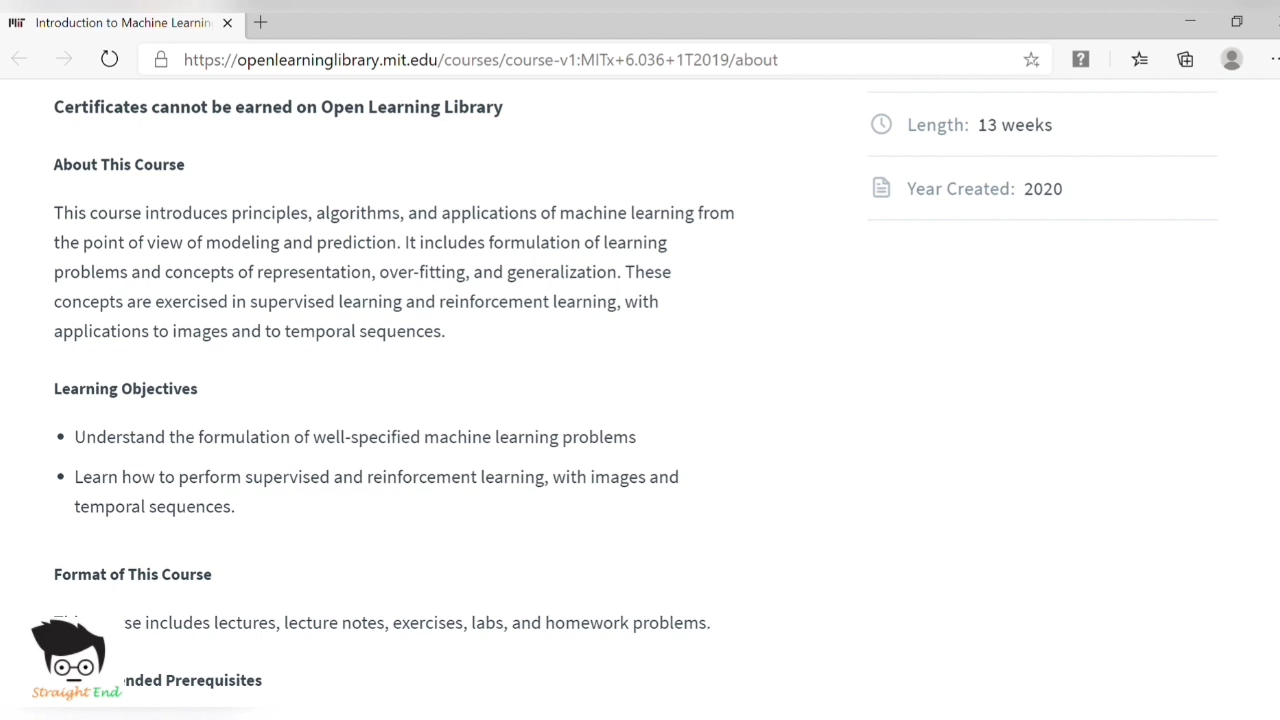 Introduction to Machine Learnin
https://openlearninglibrary.mit.edu/courses/course-v1:MITx+6.036+1T2019/about
Certificates cannot be earned on Open Learning Library
About This Course
This course introduces principles, algorithms, and applications of machine learning from
the point of view of modeling and prediction. It includes formulation of learning
problems and concepts of representation, over-fitting, and generalization. These
concepts are exercised in supervised learning and reinforcement learning, with
applications to images and to temporal sequences.
Learning Objectives
• Understand the formulation of well-specified machine learning problems
• Learn how to perform supervised and reinforcement learning, with images and
temporal sequences.
Format of This Course
se includes lectures, lecture notes, exercises, labs, and homework problems.
nded Prerequisites
Straight End
Length: 13 weeks
Year Created: 2020